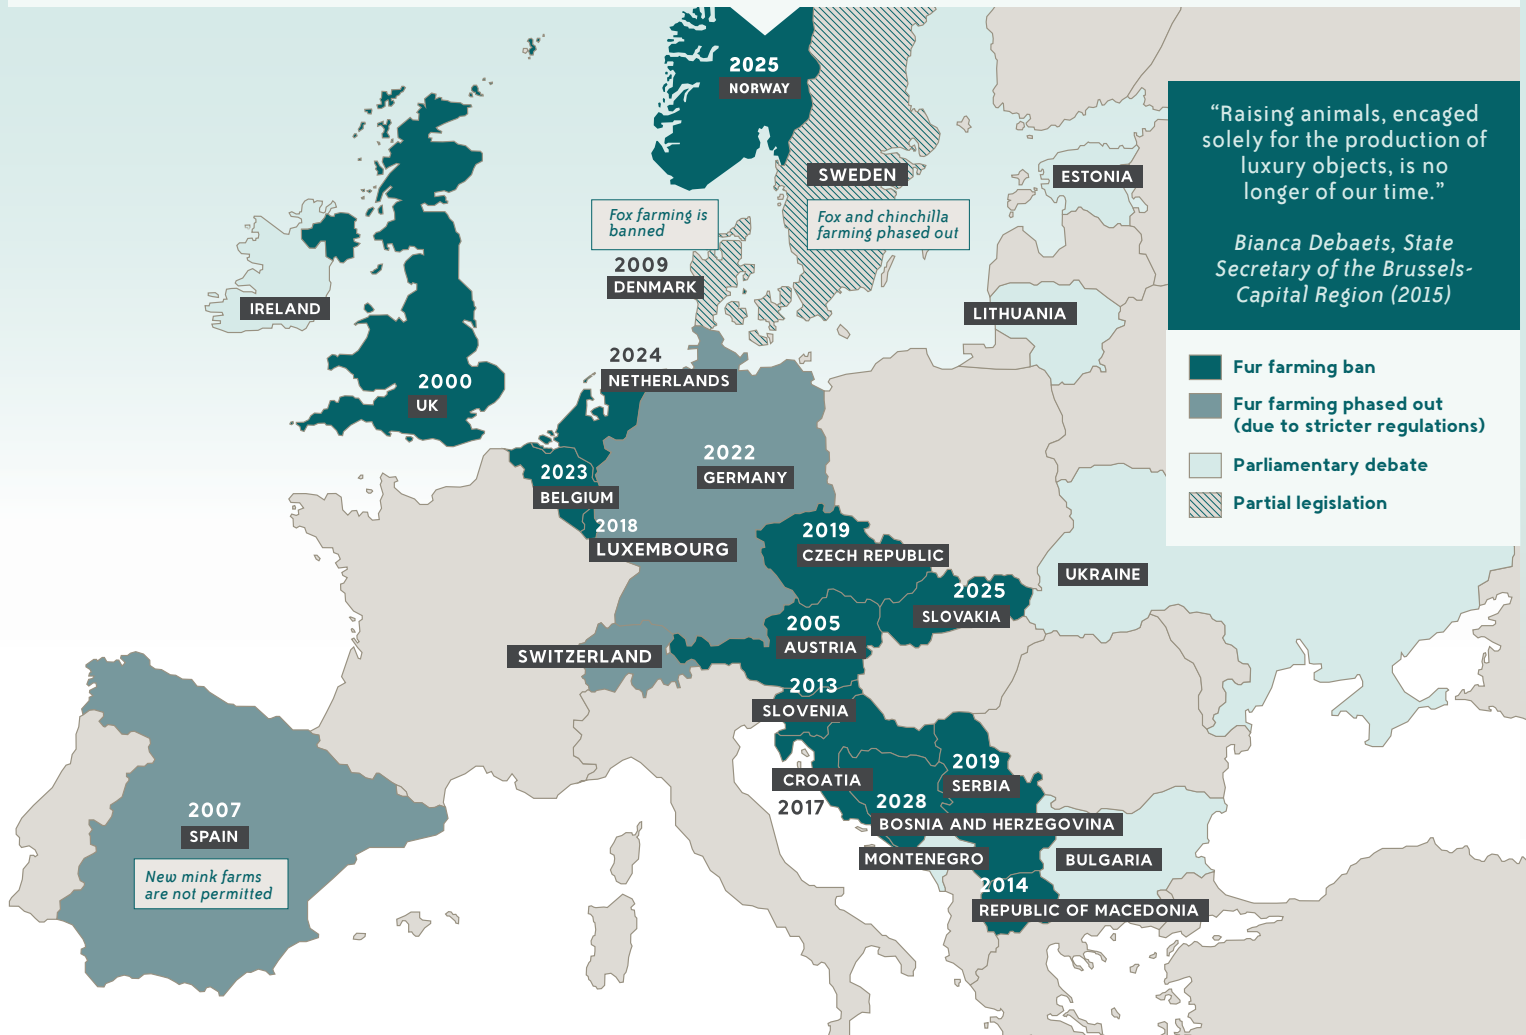 2025
NORWAY
“Raising animals, encaged
solely for the production of
luxury objects, is no
longer of our time.”
Bianca Debaets, State
Secretary of the Brussels-
Capital Region (2015)
SWEDEN
Fox and chinchilla
farming phased out
ESTONIA
Fox farming is
banned
2009
DENMARK
IRELAND
LITHUANIA
2024
NETHERLANDS
2000
UK
Fur farming ban
Fur farming phased out
(due to stricter regulations)
Parliamentary debate
Partial legislation
2022
GERMANY
2023
BELGIUM
2018
LUXEMBOURG
2019
CZECH REPUBLIC
UKRAINE
2025
SLOVAKIA
2005
AUSTRIA
SWITZERLAND
2013
SLOVENIA
CROATIA
2017
2019
SERBIA
2028
BOSNIA AND HERZEGOVINA
2007
SPAIN
New mink farms
are not permitted
MONTENEGRO
BULGARIA
2014
REPUBLIC OF MACEDONIA